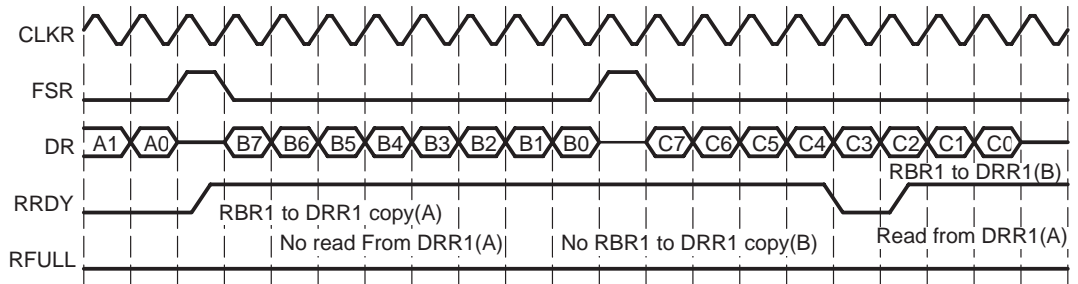 CLKR
FSR
DR A1 A0 B7 B6 B5 B4 B3 B2 B1 B0 C7 C6 C5 C4 C3 C2 C1 C0
RBR1 to DRR1(B)
RRDY
RBR1 to DRR1 copy(A)
No read From DRR1(A) No RBR1 to DRR1 copy(B) Read from DRR1(A)
RFULL